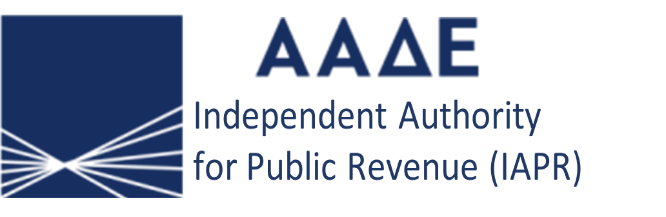 ΑΑΔΕ
Independent Authority
for Public Revenue (IAPR)